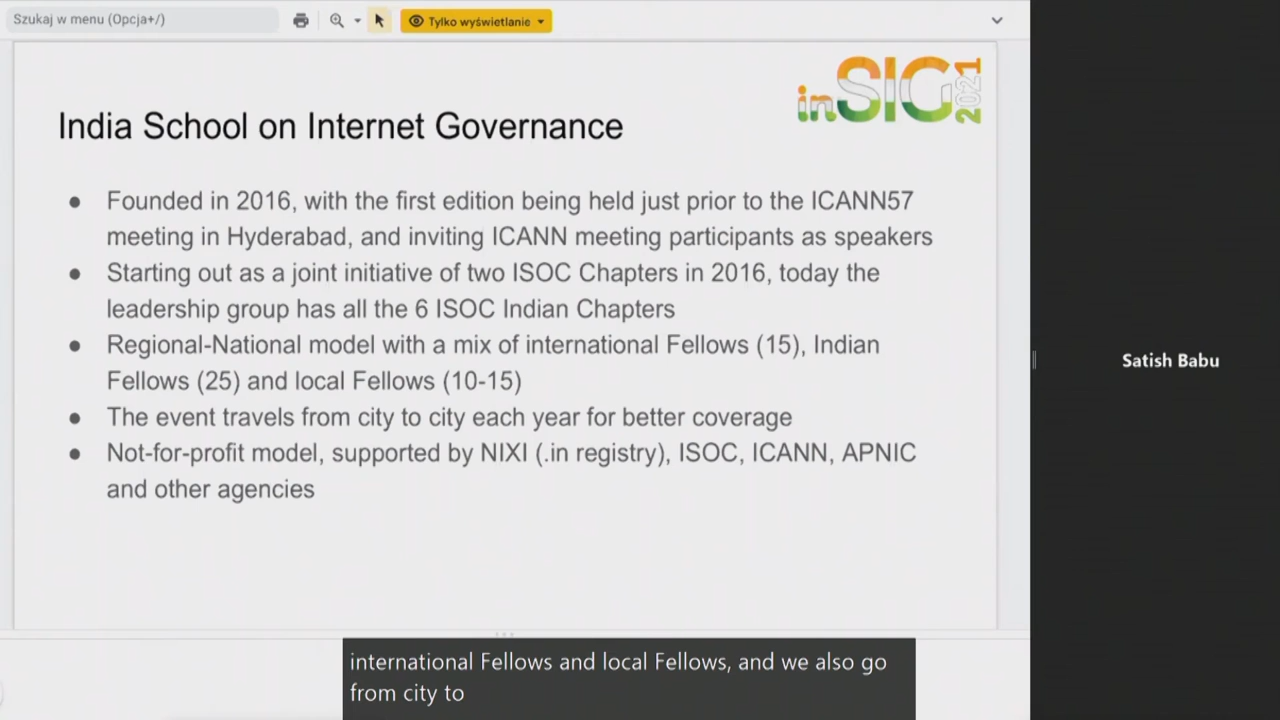 Szukaj w menu (Opcja+/)
Tylko wyświetlanie
inSIG 2021
India School on Internet Governance
● Founded in 2016, with the first edition being held just prior to the ICANN57
meeting in Hyderabad, and inviting ICANN meeting participants as speakers
● Starting out as a joint initiative of two ISOC Chapters in 2016, today the
leadership group has all the 6 ISOC Indian Chapters
● Regional-National model with a mix of international Fellows (15), Indian
Fellows (25) and local Fellows (10-15)
● The event travels from city to city each year for better coverage
● Not-for-profit model, supported by NIXI (.in registry), ISOC, ICANN, APNIC
and other agencies
Satish Babu
international Fellows and local Fellows, and we also go
from city to